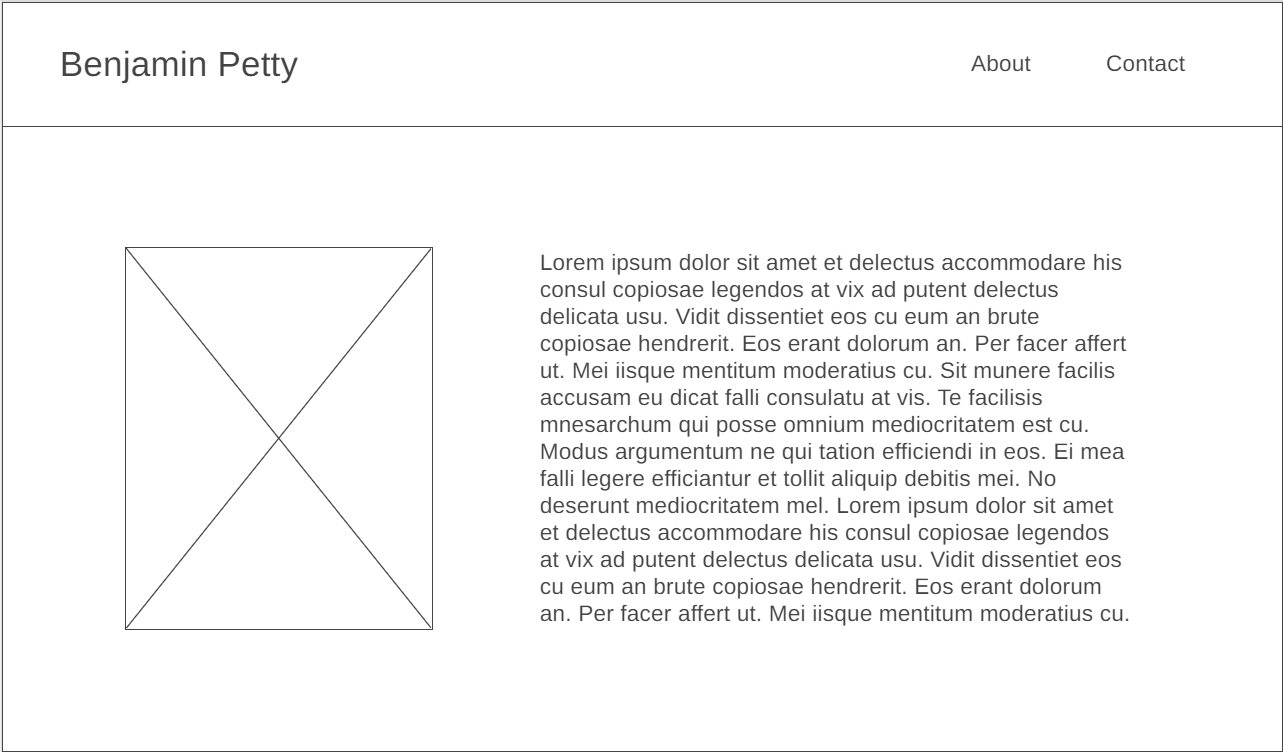 Benjamin Petty
About
Contact
Lorem ipsum dolor sit amet et delectus accommodare his
consul copiosae legendos at vix ad putent delectus
delicata usu. Vidit dissentiet eos cu eum an brute
copiosae hendrerit. Eos erant dolorum an. Per facer affert
ut. Mei iisque mentitum moderatius cu. Sit munere facilis
accusam eu dicat falli consulatu at vis. Te facilisis
mnesarchum qui posse omnium mediocritatem est cu.
Modus argumentum ne qui tation efficiendi in eos. Ei mea
falli legere efficiantur et tollit aliquip debitis mei. No
deserunt mediocritatem mel. Lorem ipsum dolor sit amet
et delectus accommodare his consul copiosae legendos
at vix ad putent delectus delicata usu. Vidit dissentiet eos
cu eum an brute copiosae hendrerit. Eos erant dolorum
an. Per facer affert ut. Mei iisque mentitum moderatius cu.